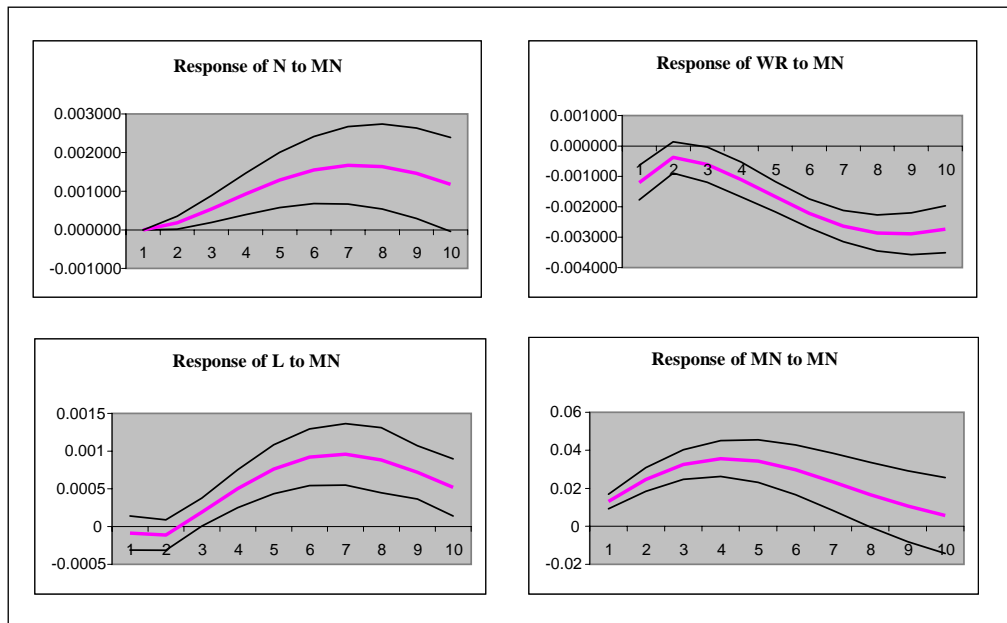 Response of N to MN
0.003000
0.002000
0.001000
0.000000
-0.001000
1 2 3 4 5 6 7 8 9 10
Response of WR to MN
0.001000
0.000000
-0.001000
-0.002000
-0.003000
-0.004000
1 2 3 4 5 6 7 8 9 10
Response of L to MN
0.0015
0.001
0.0005
0
-0.0005
1 2 3 4 5 6 7 8 9 10
Response of MN to MN
0.06
0.04
0.02
0
-0.02
1 2 3 4 5 6 7 8 9 10